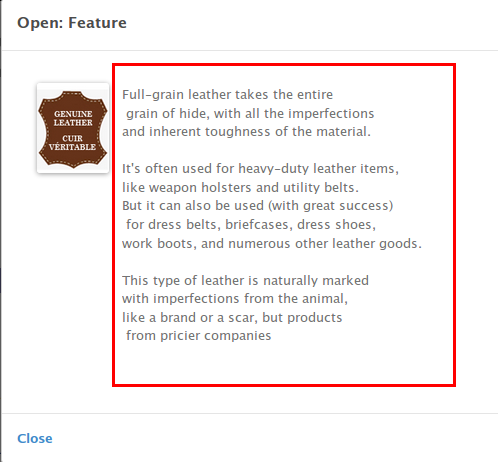 Open: Feature
GENUINE
LEATHER
CUIR
VÉRITABLE
Full-grain leather takes the entire
grain of hide, with all the imperfections
and inherent toughness of the material.
It's often used for heavy-duty leather items,
like weapon holsters and utility belts.
But it can also be used (with great success)
for dress belts, briefcases, dress shoes,
work boots, and numerous other leather goods.
This type of leather is naturally marked
with imperfections from the animal,
like a brand or a scar, but products
from pricier companies
Close